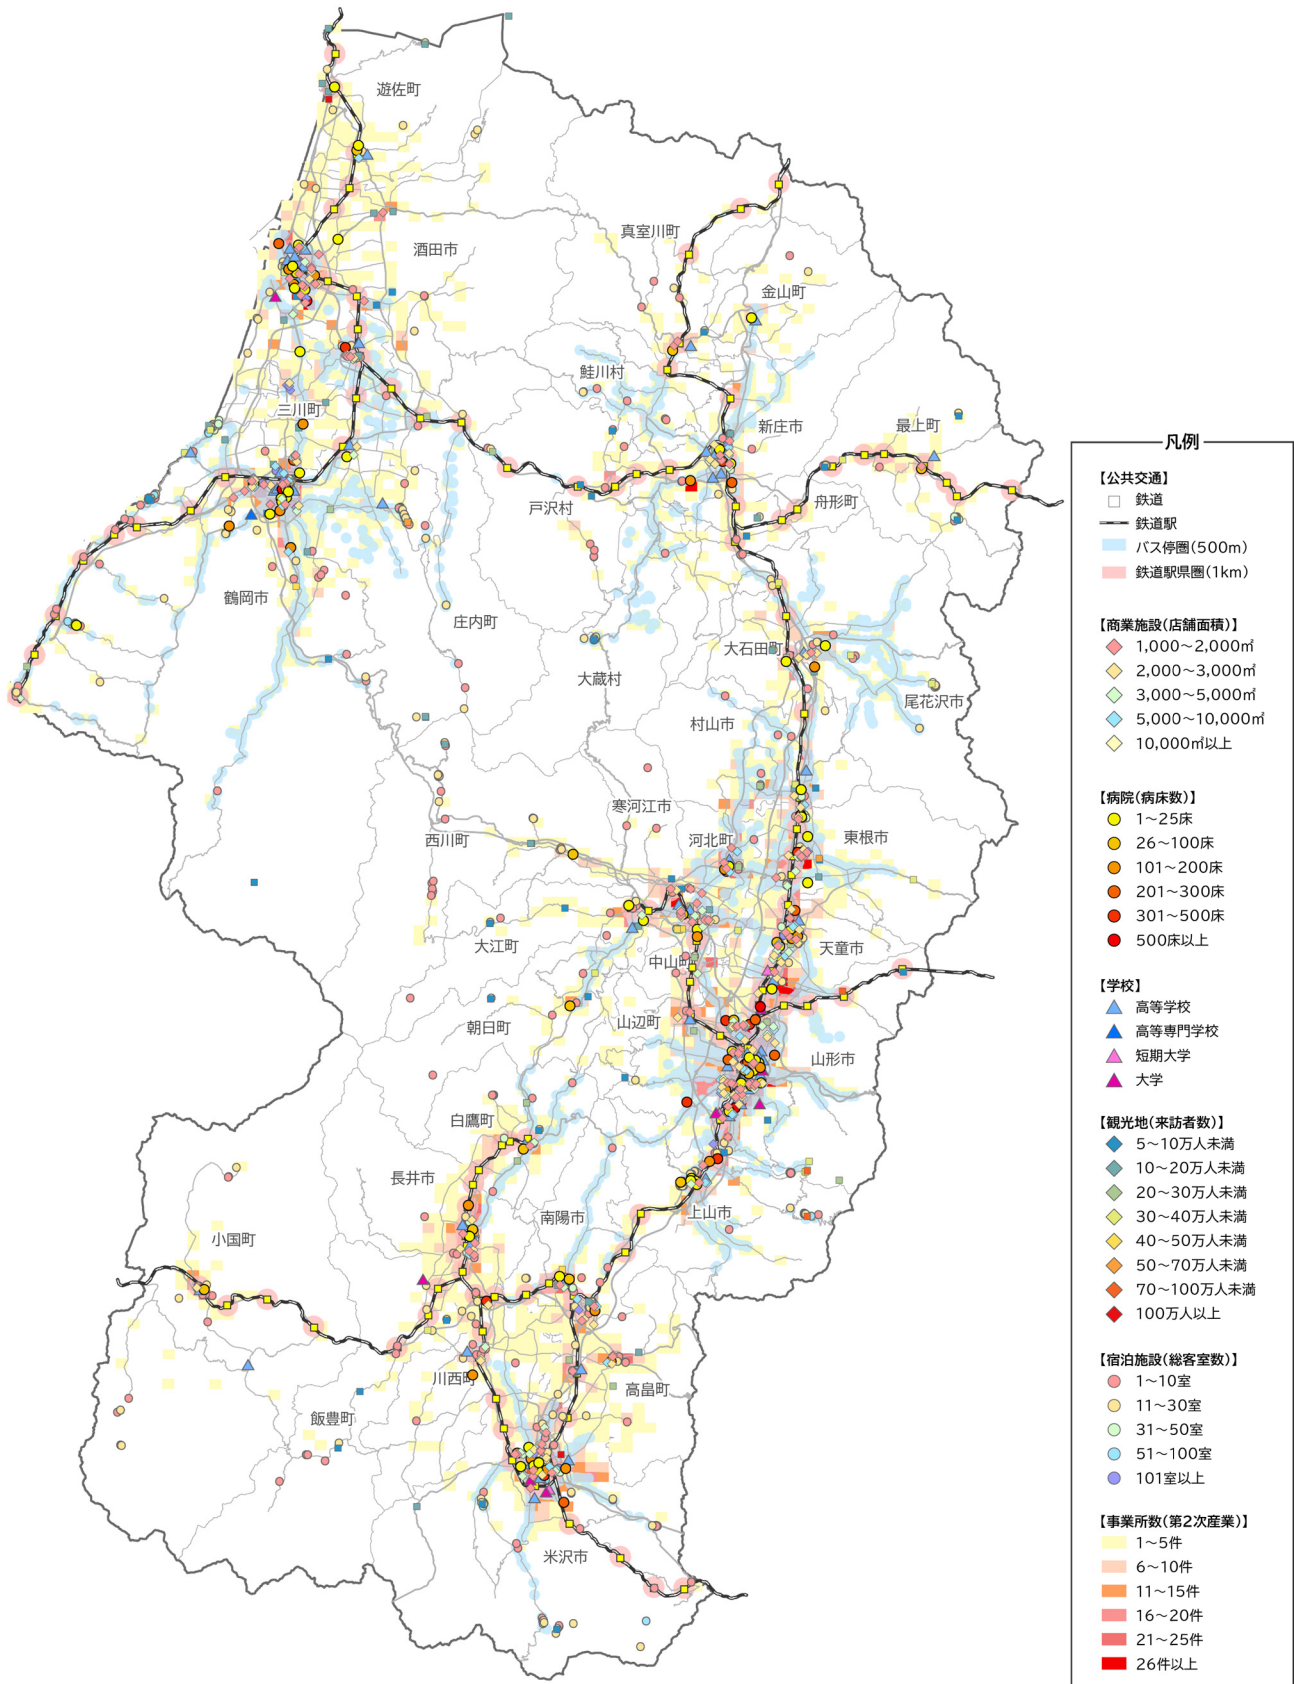 遊佐町
酒田市
真室川町
金山町
鮭川村
三川町
新庄市
最上町
戸沢村
舟形町
鶴岡市
庄内町
大石田町
大蔵村
尾花沢市
村山市
寒河江市
西川町
河北町
東根市
大江町
天童市
中山町
朝日町
山辺町
山形市
白鷹町
長井市
南陽市
上山市
小国町
川西町
高畠町
飯豊町
米沢市
凡例
【公共交通】
鉄道
鉄道駅
バス停圏(500m)
鉄道駅県圏(1km)
【商業施設(店舗面積)】
1,000～2,000㎡
2,000～3,000㎡
3,000～5,000㎡
5,000～10,000㎡
10,000㎡以上
【病院(病床数)】
1～25床
26～100床
101～200床
201～300床
301～500床
500床以上
【学校】
高等学校
高等専門学校
短期大学
大学
【観光地(来訪者数)】
5～10万人未満
10～20万人未満
20～30万人未満
30～40万人未満
40～50万人未満
50～70万人未満
70～100万人未満
100万人以上
【宿泊施設(総客室数)】
1～10室
11～30室
31～50室
51～100室
101室以上
【事業所数(第2次産業)】
1～5件
6～10件
11～15件
16～20件
21～25件
26件以上